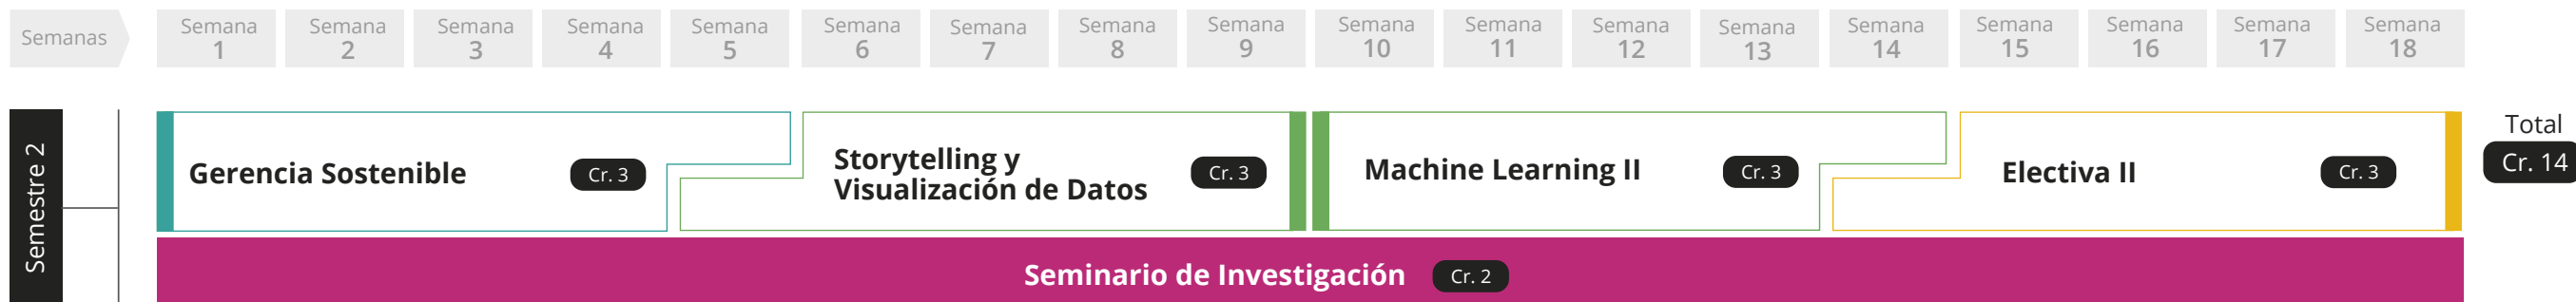 Semanas
Semana
1
Semana
2
Semana
3
Semana
4
Semana
5
Semana
6
Semana
7
Semana
8
Semana
9
Semana
10
Semana
11
Semana
12
Semana
13
Semana
14
Semana
15
Semana
16
Semana
17
Semana
18
Semestre 2
Gerencia Sostenible
Cr. 3
Storytelling y
Visualización de Datos
Cr. 3
Machine Learning II
Cr. 3
Electiva II
Cr. 3
Total
Cr. 14
Seminario de Investigación
Cr. 2